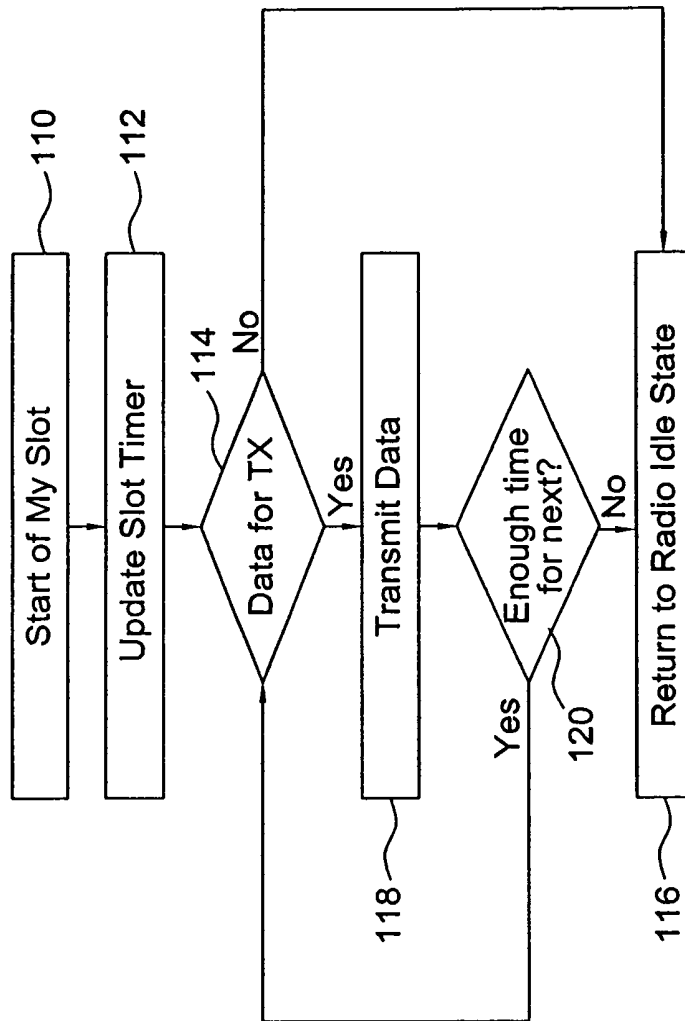 Start of My Slot
110
Update Slot Timer
112
Data for TX
114
No
Yes
Transmit Data
118
Enough time
for next?
120
Yes
No
Return to Radio Idle State
116